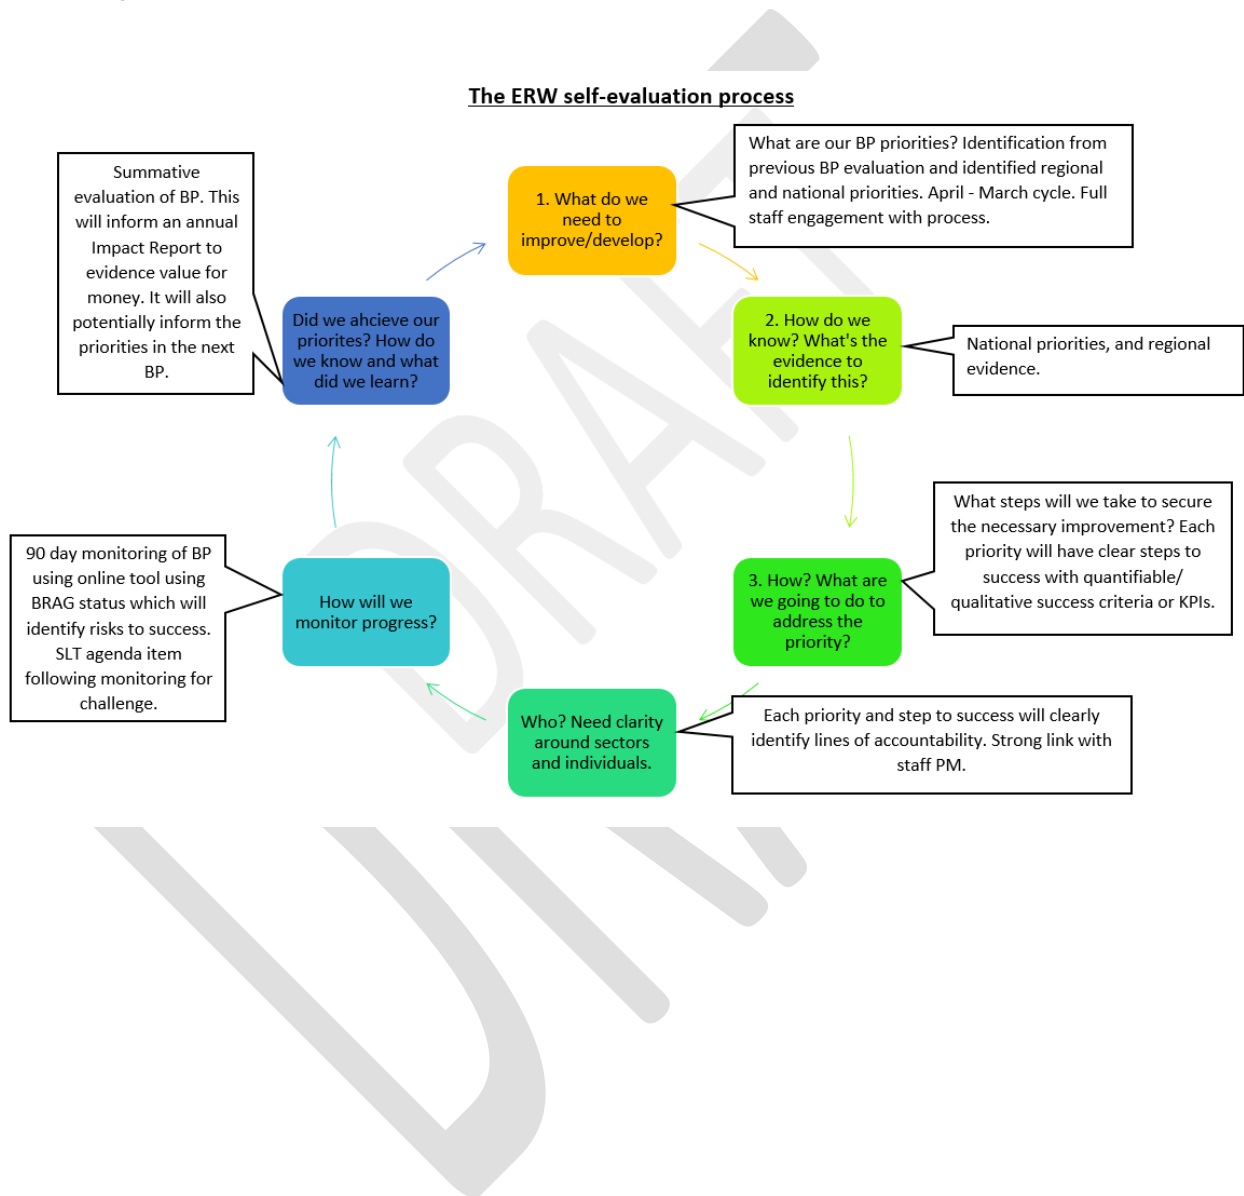 The ERW self-evaluation process
What are our BP priorities? Identification from
previous BP evaluation and identified regional
and national priorities. April - March cycle. Full
staff engagement with process.
1. What do we
need to
improve/develop?
Summative
evaluation of BP. This
will inform an annual
Impact Report to
evidence value for
money. It will also
potentially inform the
priorities in the next
BP.
2. How do we
know? What's the
evidence to
identify this?
National priorities, and regional
evidence.
Did we ahcieve our
priorites? How do
we know and what
did we learn?
What steps will we take to secure
the necessary improvement? Each
priority will have clear steps to
success with quantifiable/
qualitative success criteria or KPIs.
3. How? What are
we going to do to
address the
priority?
90 day monitoring of BP
using online tool using
BRAG status which will
identify risks to success.
SLT agenda item
following monitoring for
challenge.
How will we
monitor progress?
Who? Need clarity
around sectors
and individuals.
Each priority and step to success will clearly
identify lines of accountability. Strong link with
staff PM.
DRAFT